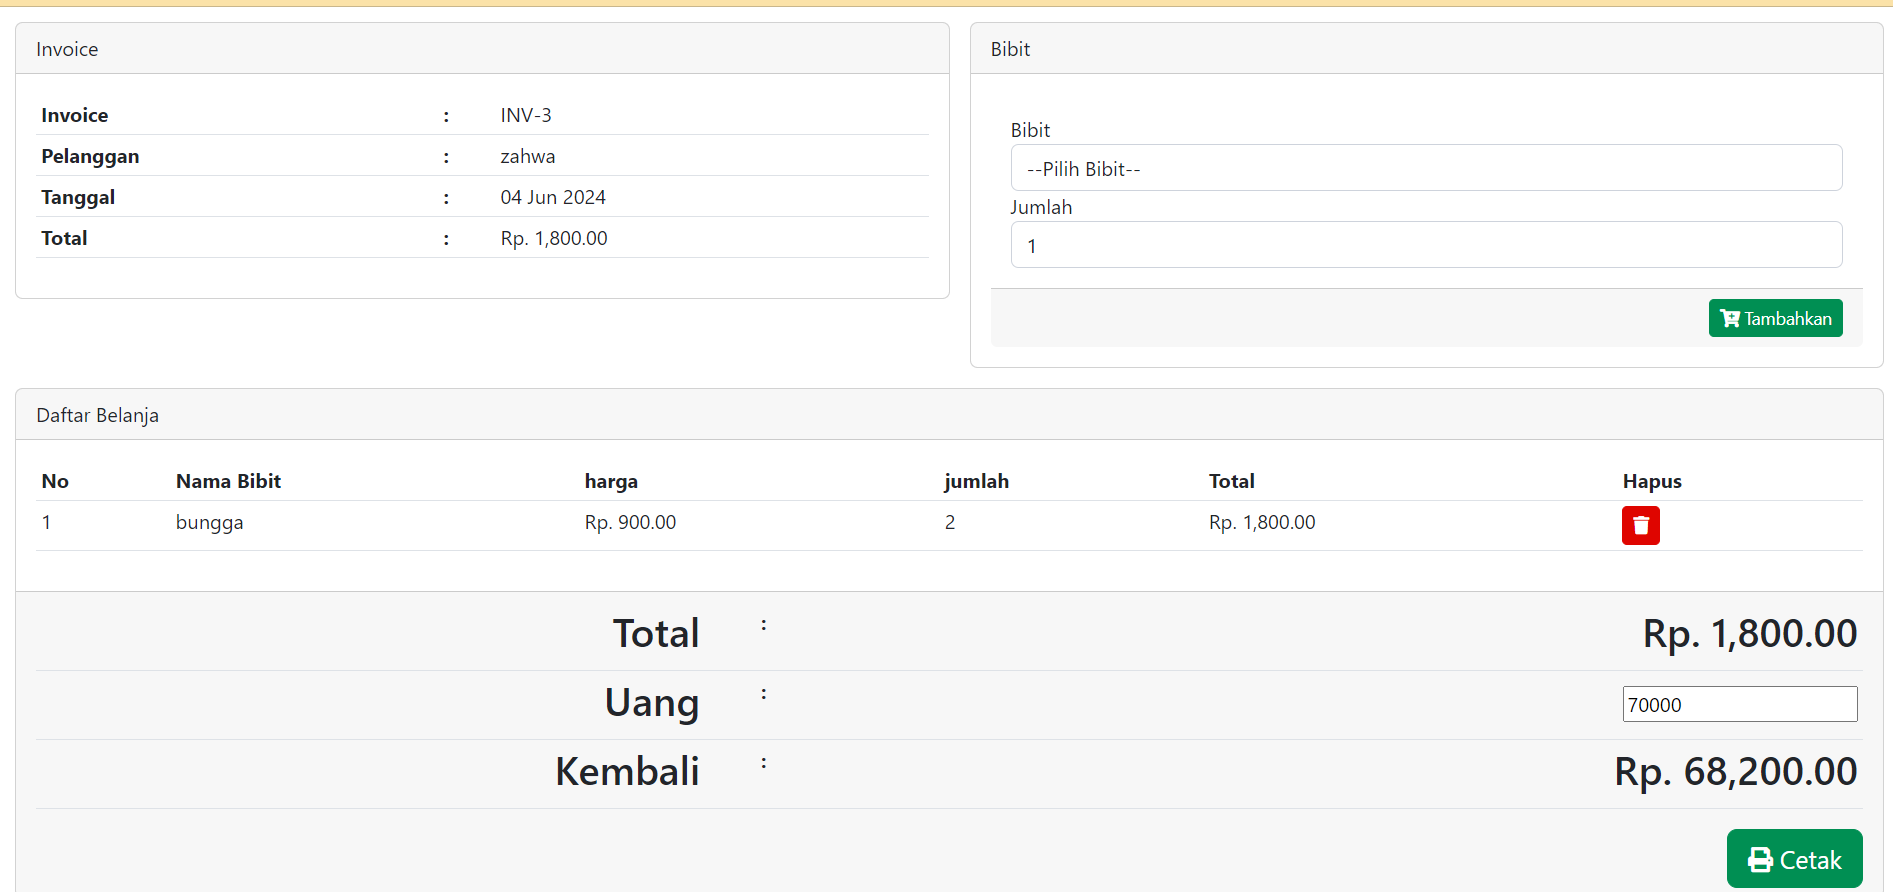 Invoice
Invoice : INV-3
Pelanggan : zahwa
Tanggal : 04 Jun 2024
Total : Rp. 1,800.00
Bibit
Bibit
--Pilih Bibit--
Jumlah
1
Tambahkan
Daftar Belanja
No Nama Bibit harga jumlah Total Hapus
1 bungga Rp. 900.00 2 Rp. 1,800.00
Total : Rp. 1,800.00
Uang : 70000
Kembali : Rp. 68,200.00
Cetak